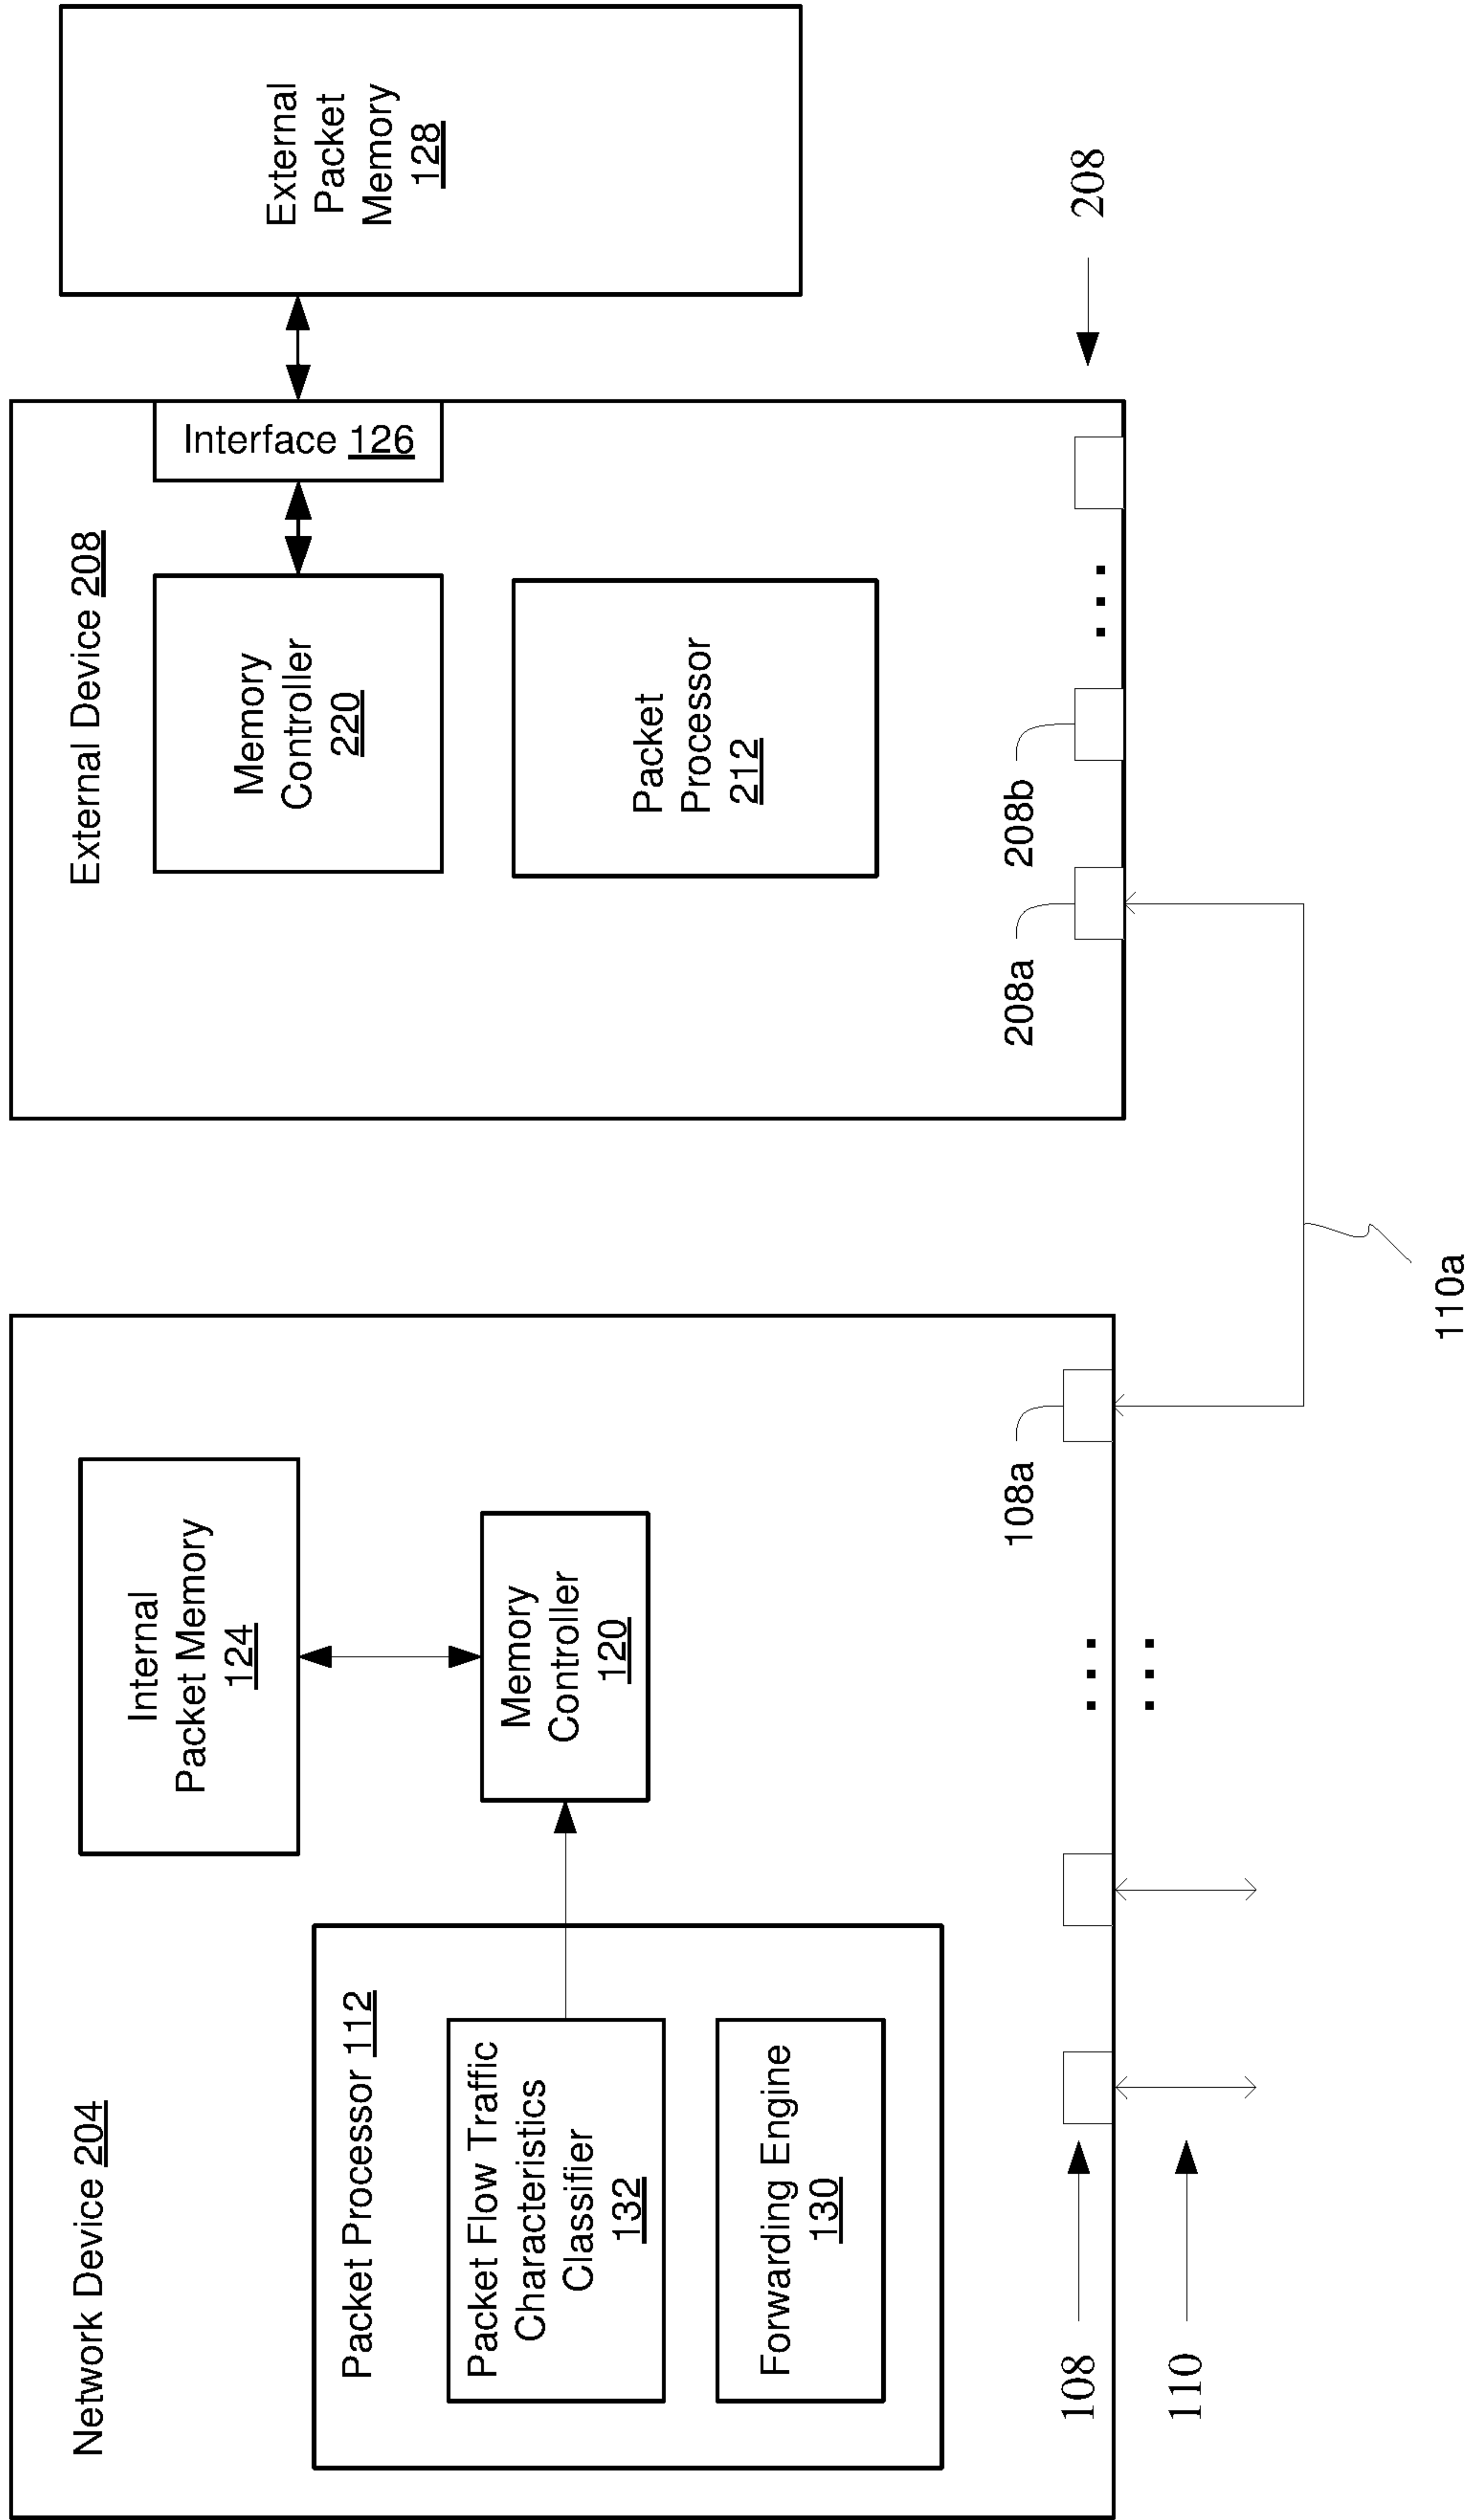 Network Device 204
Packet Processor 112
Packet Flow Traffic
Characteristics
Classifier
132
Forwarding Engine
130
Internal
Packet Memory
124
Memory
Controller
120
108a
108
110
110a
External Device 208
Memory
Controller
220
Interface 126
Packet
Processor
212
208a
208b
208
External
Packet
Memory
128